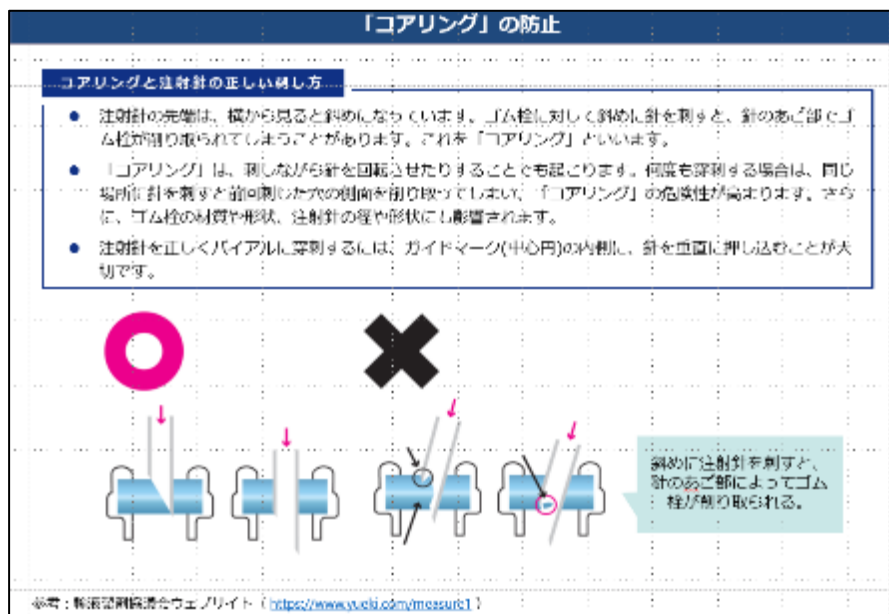 「コアリング」の防止
コアリングと注射針の正しい刺し方
● 注射針の先端は、横から見ると斜めになっています。ゴム栓に対して斜めに針を刺すと、針のあご部でゴ
ム栓が削り取られてしまうことがあります。これを「コアリング」といいます。
● 「コアリング」は、刺しながら針を回転させたりすることでも起こります。何度も穿刺する場合は、同じ
場所に針を刺すと前回刺した穴の側面を削り取ってしまい、「コアリング」の危険性が高まります。さら
に、ゴム栓の材質や形状、注射針の径や形状にも影響されます。
● 注射針を正しくバイアルに穿刺するには、ガイドマーク(中心円)の内側に、針を垂直に押し込むことが大
切です。
斜めに注射針を刺すと、
針のあご部によってゴム
栓が削り取られる。
参考：輸液製剤協議会ウェブサイト（ https://www.yueki.com/measure1 ）